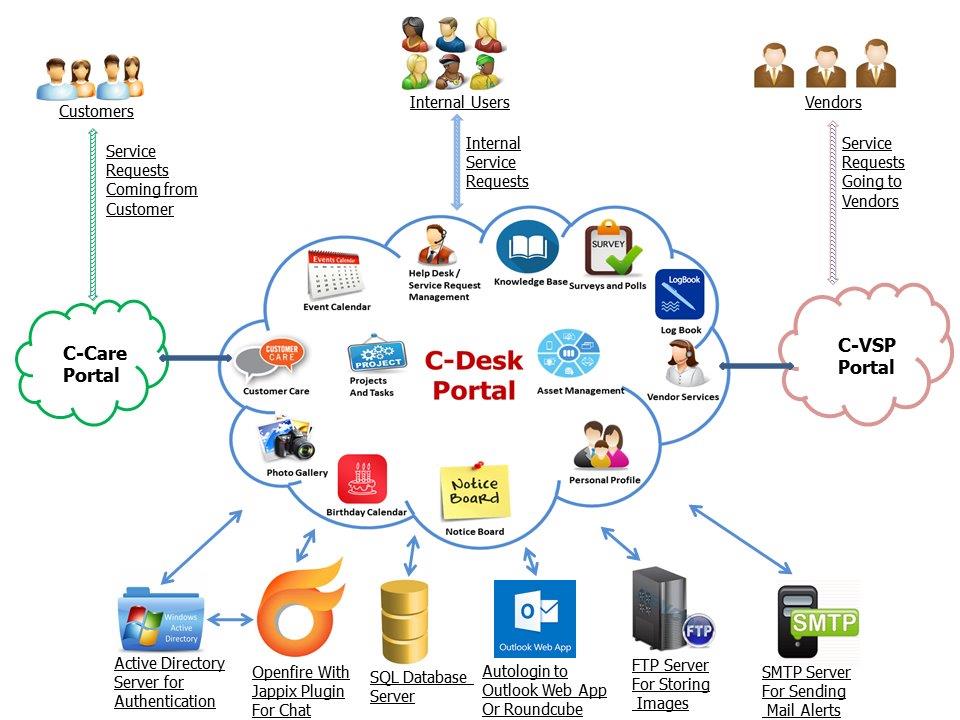 Customers
Internal Users
Vendors
Service
Requests
Coming from
Customer
Internal
Service
Requests
Service
Requests
Going to
Vendors
Events Calendar
Event Calendar
Help Desk /
Service Request
Management
Knowledge Base
SURVEY
Surveys and Polls
LogBook
Log Book
C-Care
Portal
CUSTOMER
CARE
Customer Care
PROJECT
Projects
And Tasks
C-Desk
Portal
Asset Management
Vendor Services
C-VSP
Portal
Photo Gallery
Birthday Calendar
Notice
Board
Notice Board
Personal Profile
Windows
Active
Directory
Active Directory
Server for
Authentication
Openfire With
Jappix Plugin
For Chat
SQL Database
Server
Outlook Web App
Autologin to
Outlook Web App
Or Roundcube
FTP
FTP Server
For Storing
Images
SMTP
SMTP Server
For Sending
Mail Alerts